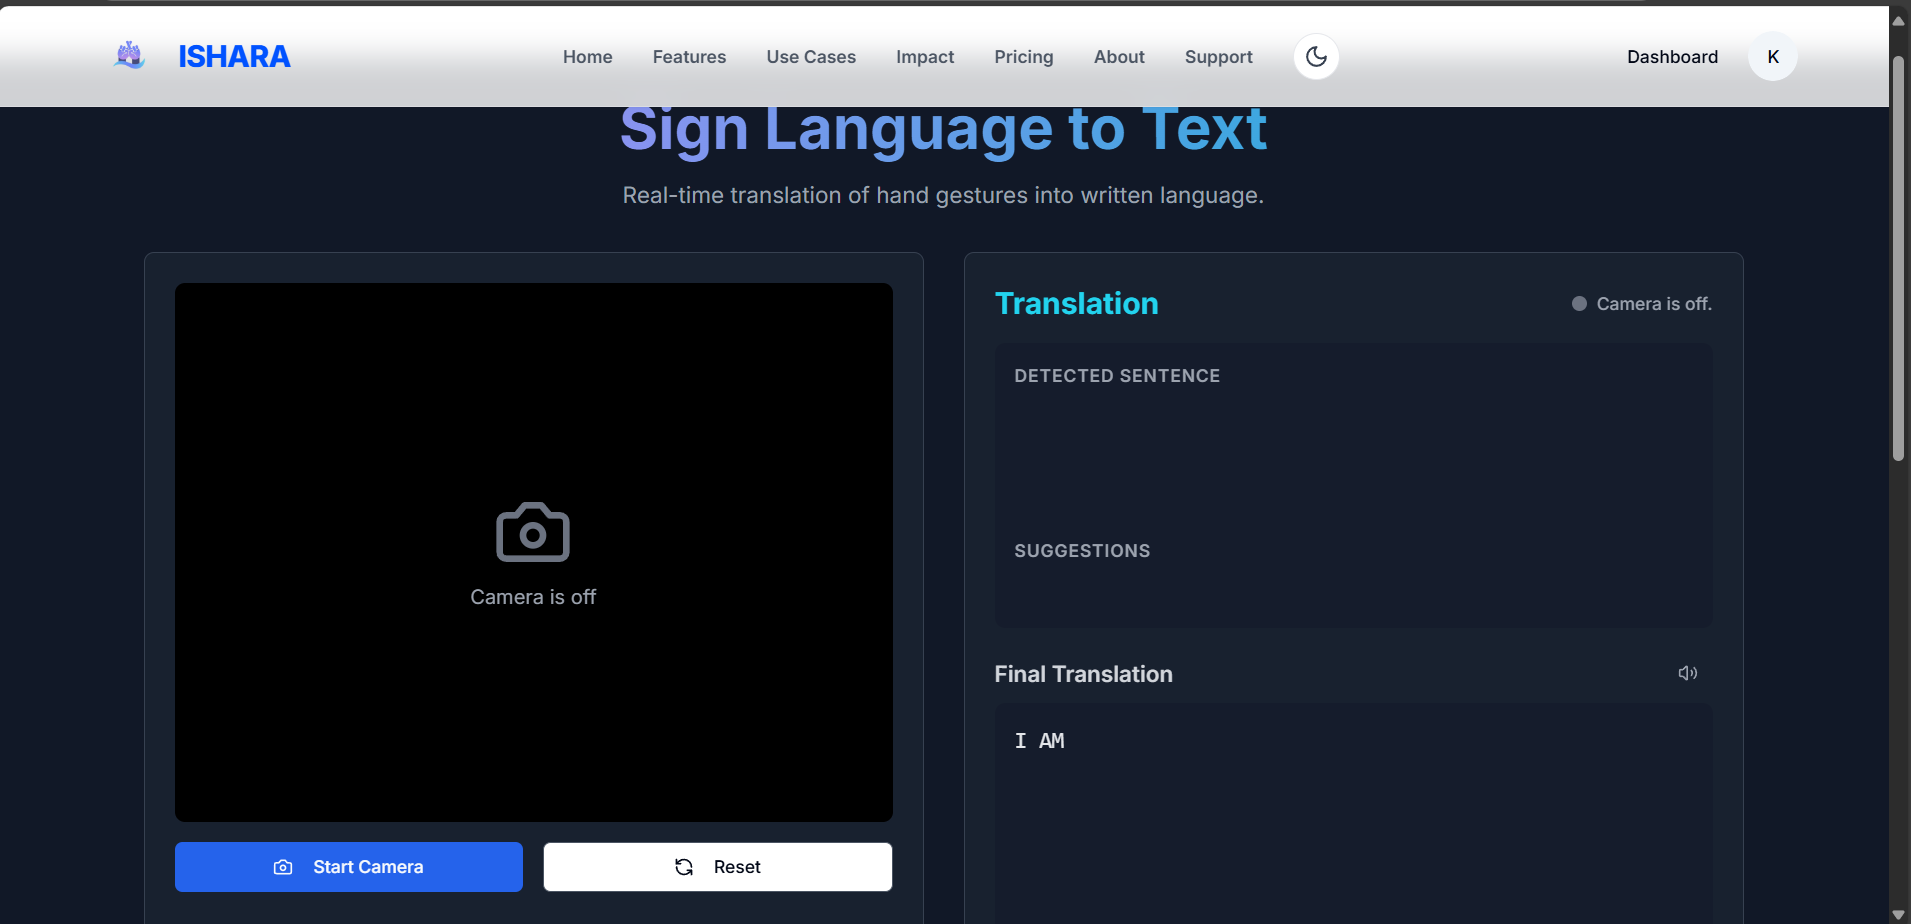 ISHARA
Home Features Use Cases Impact Pricing About Support
Dashboard K
Sign Language to Text
Real-time translation of hand gestures into written language.
Camera is off
Start Camera Reset
Translation Camera is off.
DETECTED SENTENCE
SUGGESTIONS
Final Translation
I AM